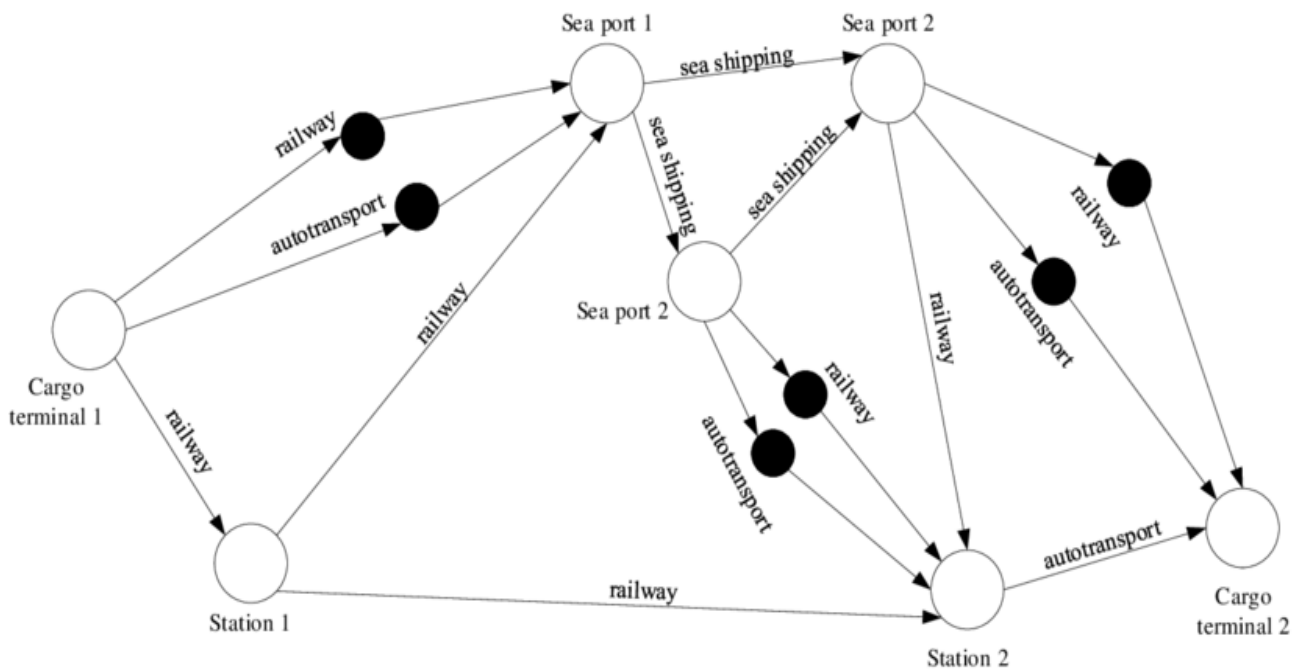 Sea port 1
Sea port 2
sea shipping
railway
sea shipping
sea shipping
railway
autotransport
railway
autotransport
railway
Sea port 2
railway
Cargo
terminal 1
railway
autotransport
railway
autotransport
railway
Station 1
Station 2
Cargo
terminal 2